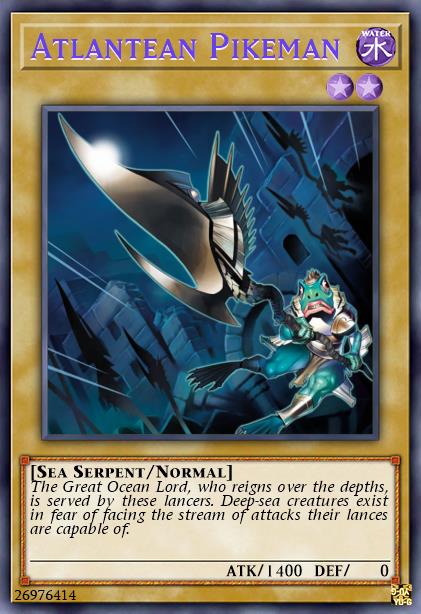 Atlantean Pikeman
WATER
水
[Sea Serpent/Normal]
The Great Ocean Lord, who reigns over the depths,
is served by these lancers. Deep-sea creatures exist
in fear of facing the stream of attacks their lances
are capable of.
ATK/1400 DEF/ 0
26976414